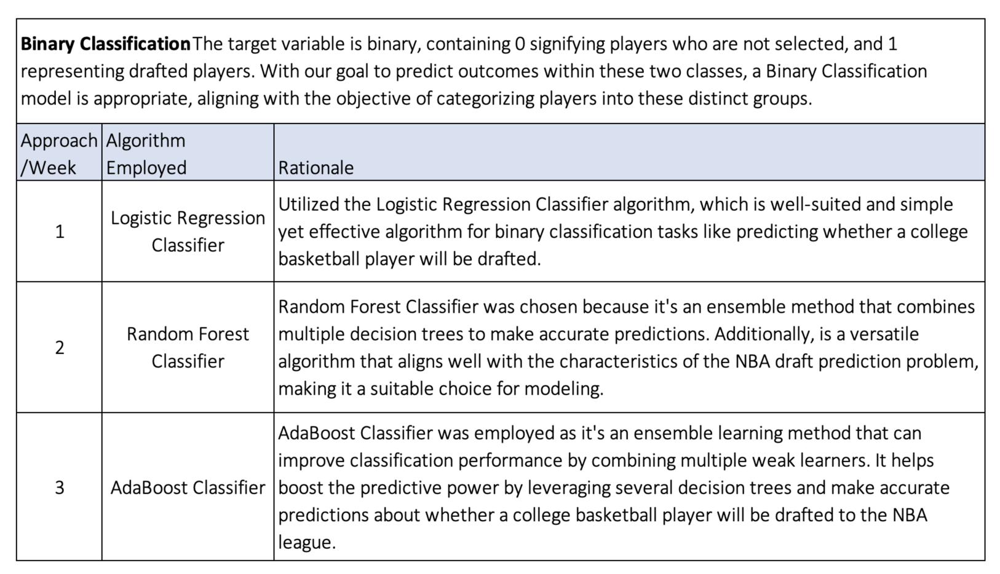 Binary Classification The target variable is binary, containing 0 signifying players who are not selected, and 1
representing drafted players. With our goal to predict outcomes within these two classes, a Binary Classification
model is appropriate, aligning with the objective of categorizing players into these distinct groups.
Approach
/Week
Algorithm
Employed
Rationale
1
Logistic Regression
Classifier
Utilized the Logistic Regression Classifier algorithm, which is well-suited and simple
yet effective algorithm for binary classification tasks like predicting whether a college
basketball player will be drafted.
2
Random Forest
Classifier
Random Forest Classifier was chosen because it's an ensemble method that combines
multiple decision trees to make accurate predictions. Additionally, is a versatile
algorithm that aligns well with the characteristics of the NBA draft prediction problem,
making it a suitable choice for modeling.
3
AdaBoost Classifier
AdaBoost Classifier was employed as it's an ensemble learning method that can
improve classification performance by combining multiple weak learners. It helps
boost the predictive power by leveraging several decision trees and make accurate
predictions about whether a college basketball player will be drafted to the NBA
league.